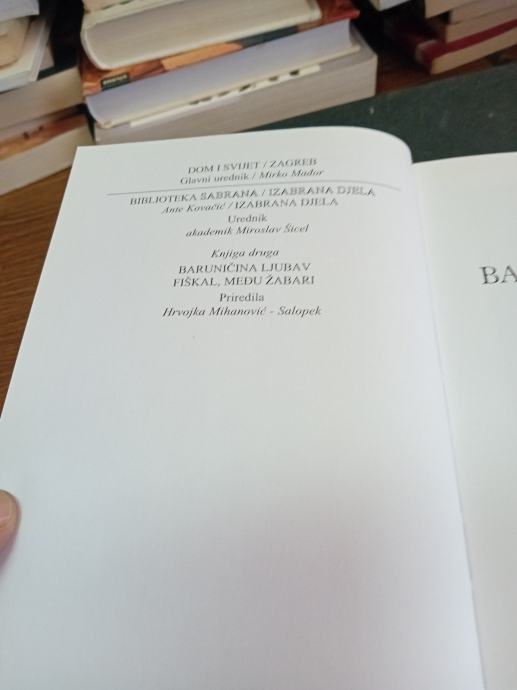 DOM I SVIJET / ZAGREB
Glavni urednik / Mirko Mađor
BIBLIOTEKA SABRANA / IZABRANA DJELA
Ante Kovačić / IZABRANA DJELA
Urednik
akademik Miroslav Šicel
Knjiga druga
BARUNIČINA LJUBAV
FIŠKAL, MEĐU ŽABARI
Priredila
Hrvojka Mihanović - Salopek
BA